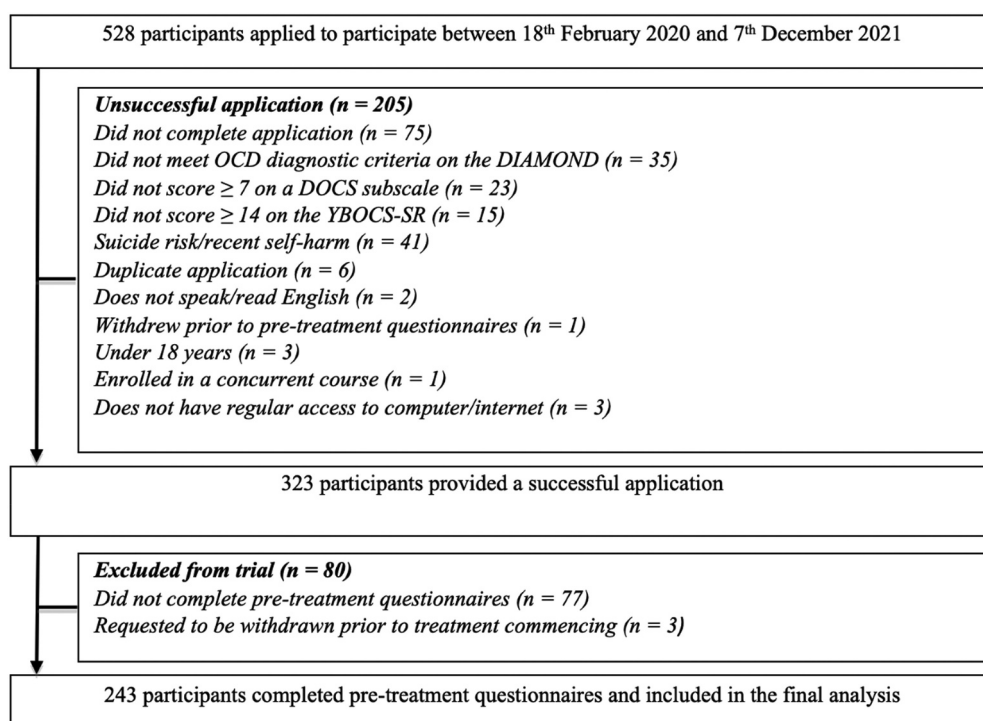 528 participants applied to participate between 18th February 2020 and 7th December 2021
Unsuccessful application (n = 205)
Did not complete application (n = 75)
Did not meet OCD diagnostic criteria on the DIAMOND (n = 35)
Did not score ≥ 7 on a DOCS subscale (n = 23)
Did not score ≥ 14 on the YBOCS-SR (n = 15)
Suicide risk/recent self-harm (n = 41)
Duplicate application (n = 6)
Does not speak/read English (n = 2)
Withdrew prior to pre-treatment questionnaires (n = 1)
Under 18 years (n = 3)
Enrolled in a concurrent course (n = 1)
Does not have regular access to computer/internet (n = 3)
323 participants provided a successful application
Excluded from trial (n = 80)
Did not complete pre-treatment questionnaires (n = 77)
Requested to be withdrawn prior to treatment commencing (n = 3)
243 participants completed pre-treatment questionnaires and included in the final analysis